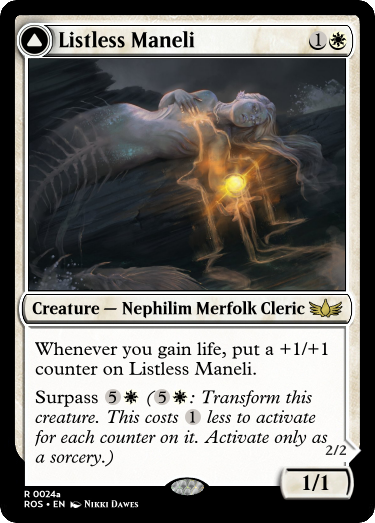 Listless Maneli 1
Creature — Nephilim Merfolk Cleric
Whenever you gain life, put a +1/+1
counter on Listless Maneli.
Surpass 5 (5: Transform this
creature. This costs 1 less to activate
for each counter on it. Activate only as
a sorcery.)
2/2
1/1
R 0024a
ROS • EN Nikki Dawes